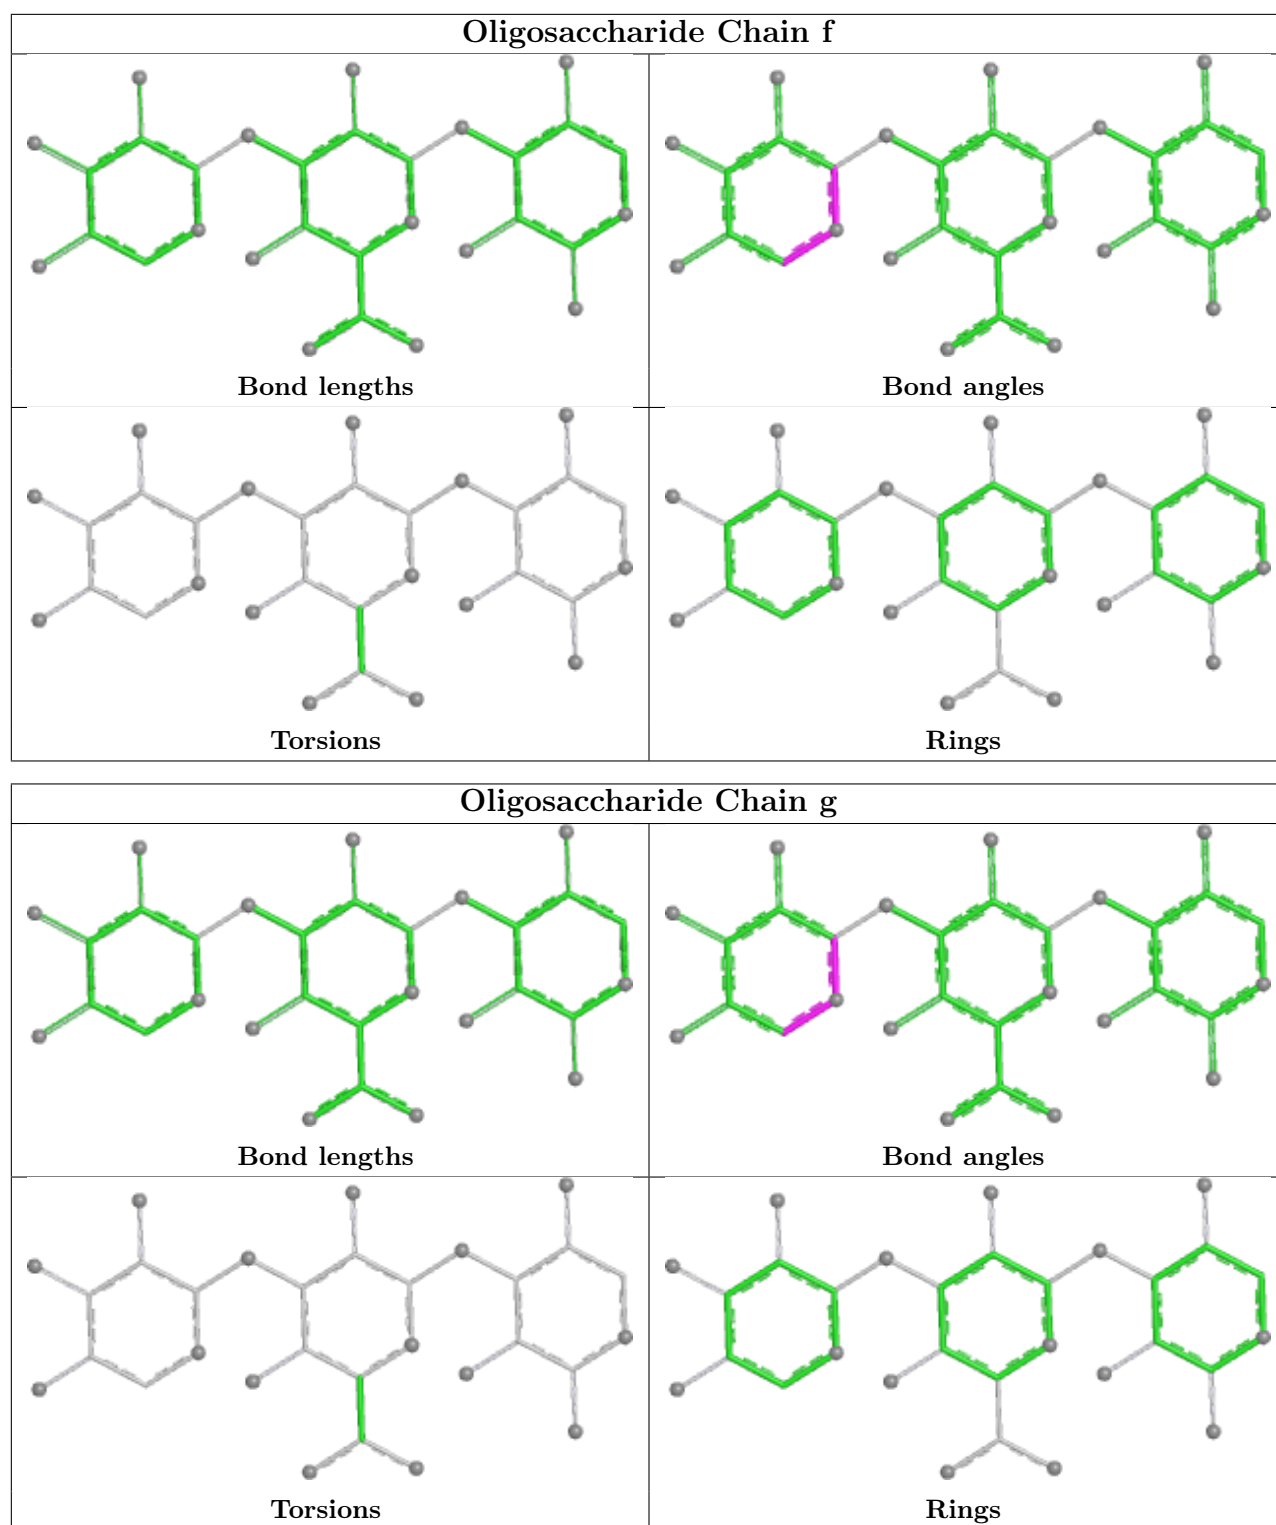 Oligosaccharide Chain f
Bond lengths
Bond angles
Torsions
Rings
Oligosaccharide Chain g
Bond lengths
Bond angles
Torsions
Rings